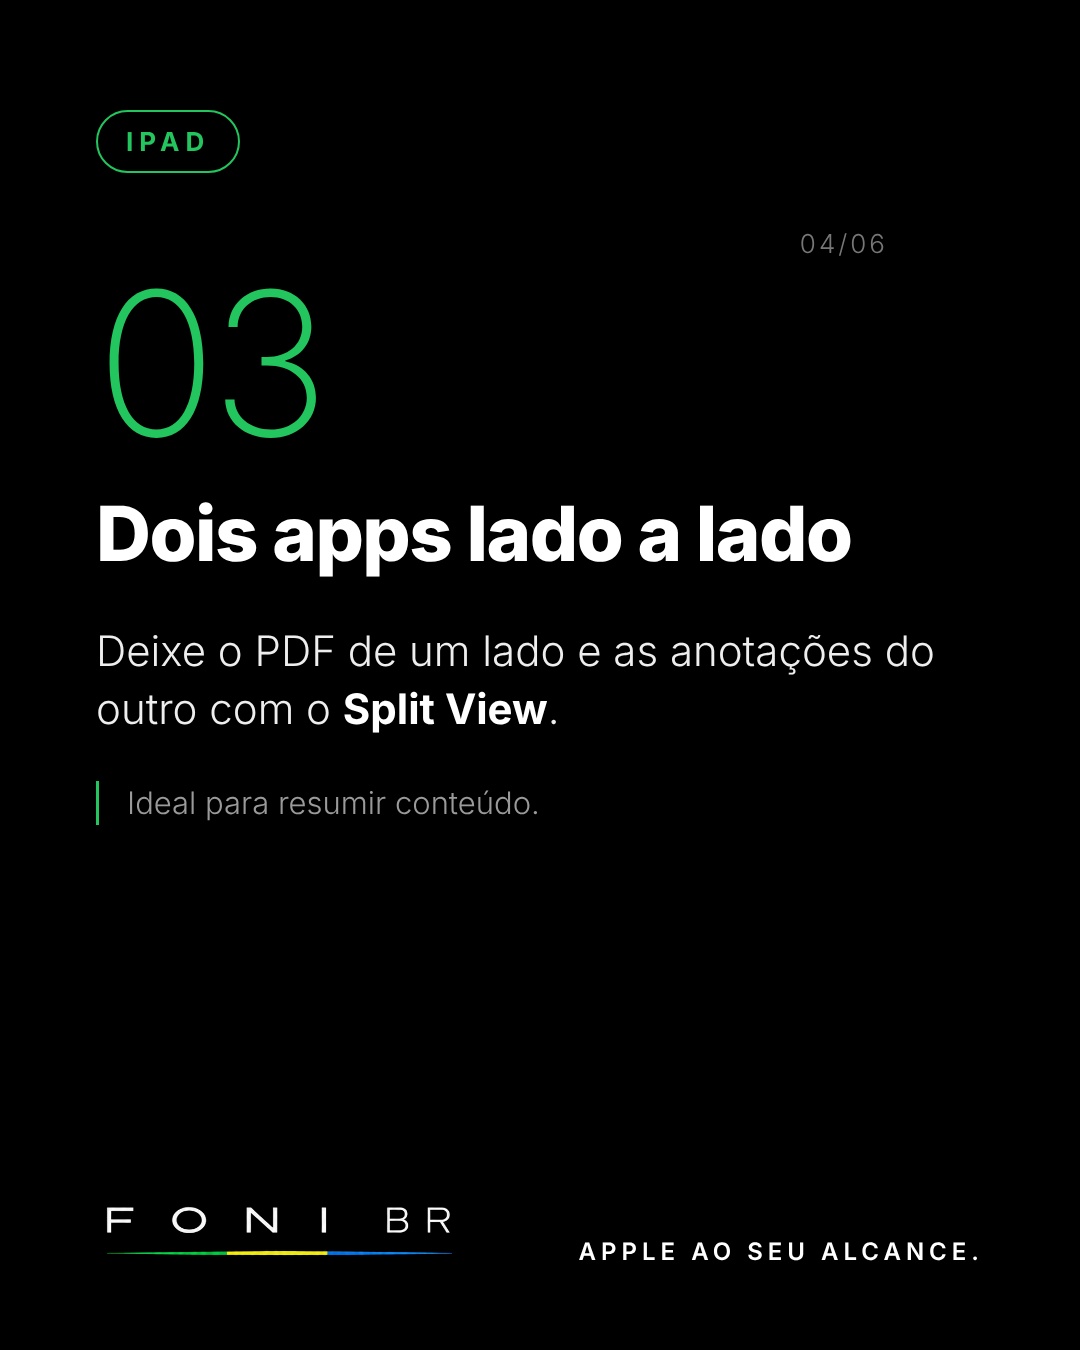 IPAD
04/06
03
Dois apps lado a lado
Deixe o PDF de um lado e as anotações do
outro com o Split View.
Ideal para resumir conteúdo.
FONI BR
APPLE AO SEU ALCANCE.